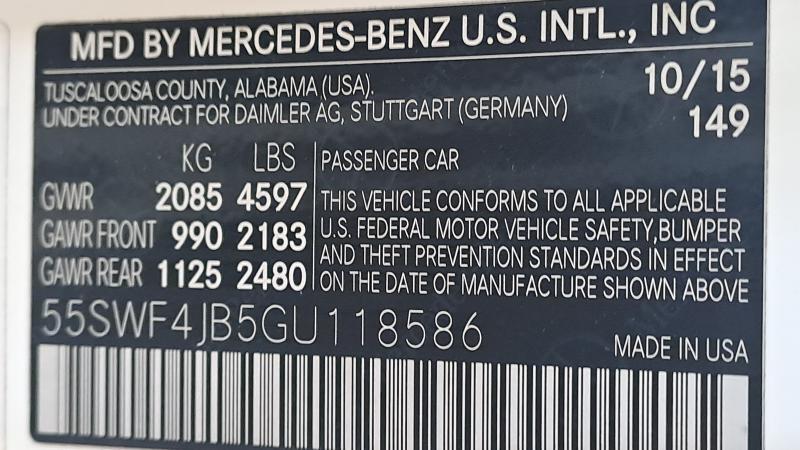 MFD BY MERCEDES-BENZ U.S. INTL., INC
TUSCALOOSA COUNTY, ALABAMA (USA). 10/15
UNDER CONTRACT FOR DAIMLER AG, STUTTGART (GERMANY) 149
KG LBS PASSENGER CAR
GVWR 2085 4597 THIS VEHICLE CONFORMS TO ALL APPLICABLE
GAWR FRONT 990 2183 U.S. FEDERAL MOTOR VEHICLE SAFETY,BUMPER
AND THEFT PREVENTION STANDARDS IN EFFECT
GAWR REAR 1125 2480 ON THE DATE OF MANUFACTURE SHOWN ABOVE
55SWF4JB5GU118586 MADE IN USA